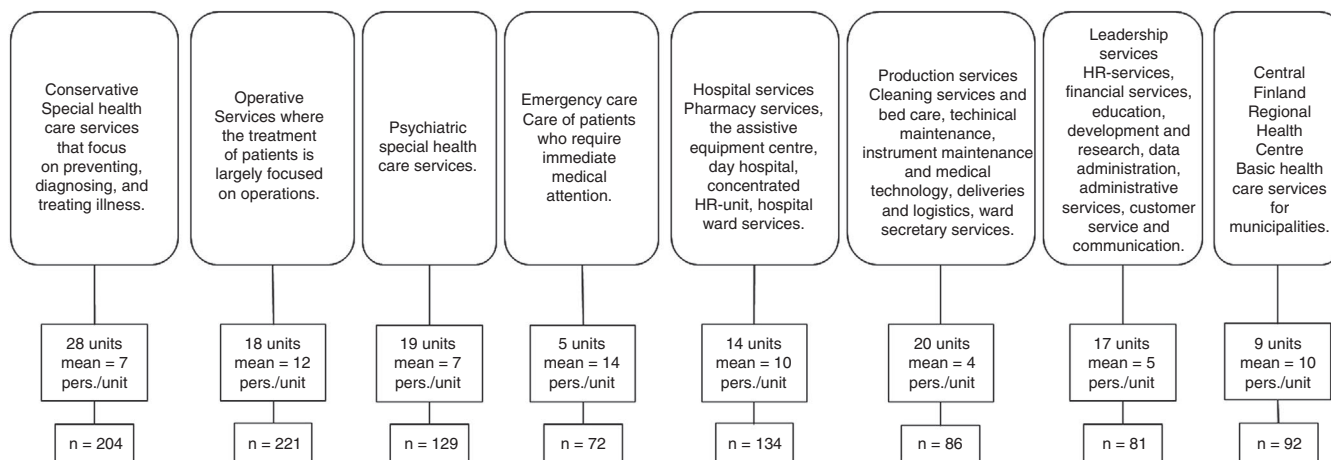 Conservative
Special health
care services
that focus
on preventing,
diagnosing, and
treating illness.
Operative
Services where
the treatment
of patients is
largely focused
on operations.
Psychiatric
special health
care services.
Emergency care
Care of patients
who require
immediate
medical
attention.
Hospital services
Pharmacy services,
the assistive
equipment centre,
day hospital,
concentrated
HR-unit, hospital
ward services.
Production services
Cleaning services and
bed care, techinical
maintenance,
instrument maintenance
and medical
technology, deliveries
and logistics, ward
secretary services.
Leadership
services
HR-services,
financial services,
education,
development and
research, data
administration,
administrative
services, customer
service and
communication.
Central
Finland
Regional
Health
Centre
Basic health
care services
for
municipalities.
28 units
mean = 7
pers./unit
18 units
mean = 12
pers./unit
19 units
mean = 7
pers./unit
5 units
mean = 14
pers./unit
14 units
mean = 10
pers./unit
20 units
mean = 4
pers./unit
17 units
mean = 5
pers./unit
9 units
mean = 10
pers./unit
n = 204
n = 221
n = 129
n = 72
n = 134
n = 86
n = 81
n = 92